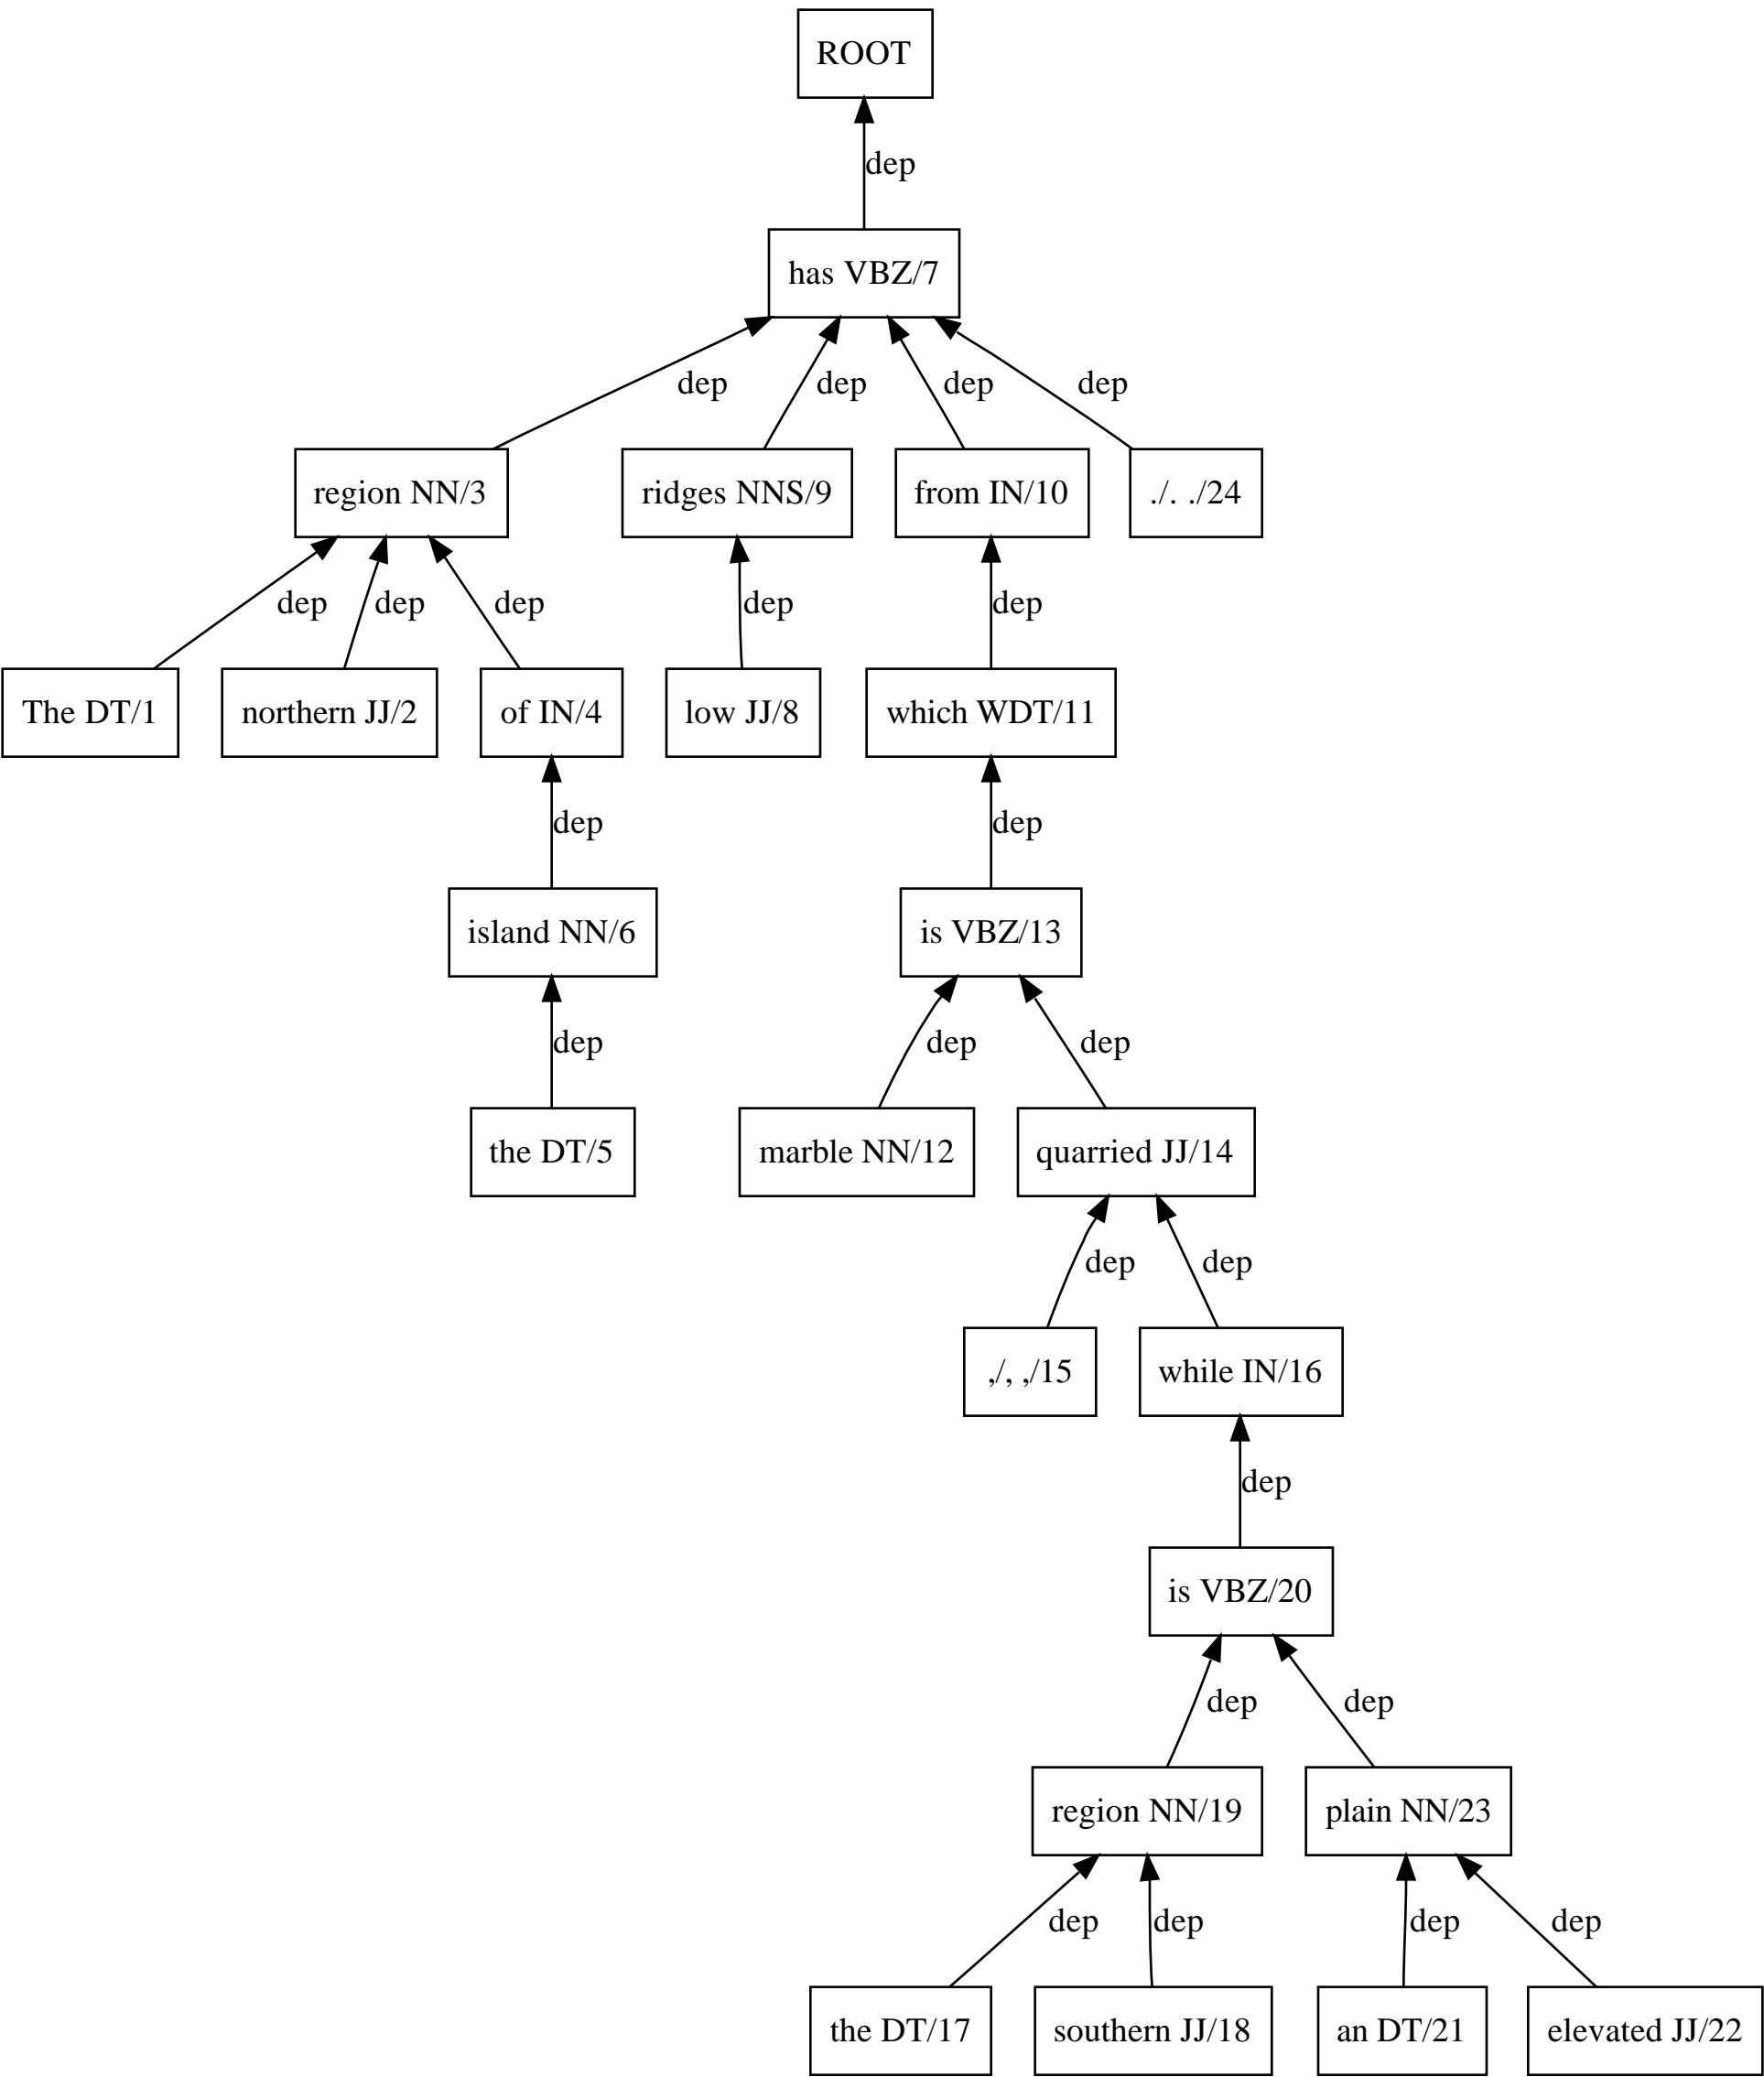 ROOT
dep
has VBZ/7
dep dep dep dep
region NN/3 ridges NNS/9 from IN/10 ./. ./24
dep dep dep dep dep
The DT/1 northern JJ/2 of IN/4 low JJ/8 which WDT/11
dep dep
island NN/6 is VBZ/13
dep dep dep
the DT/5 marble NN/12 quarried JJ/14
dep dep
,/, ,/15 while IN/16
dep
is VBZ/20
dep dep
region NN/19 plain NN/23
dep dep dep dep
the DT/17 southern JJ/18 an DT/21 elevated JJ/22